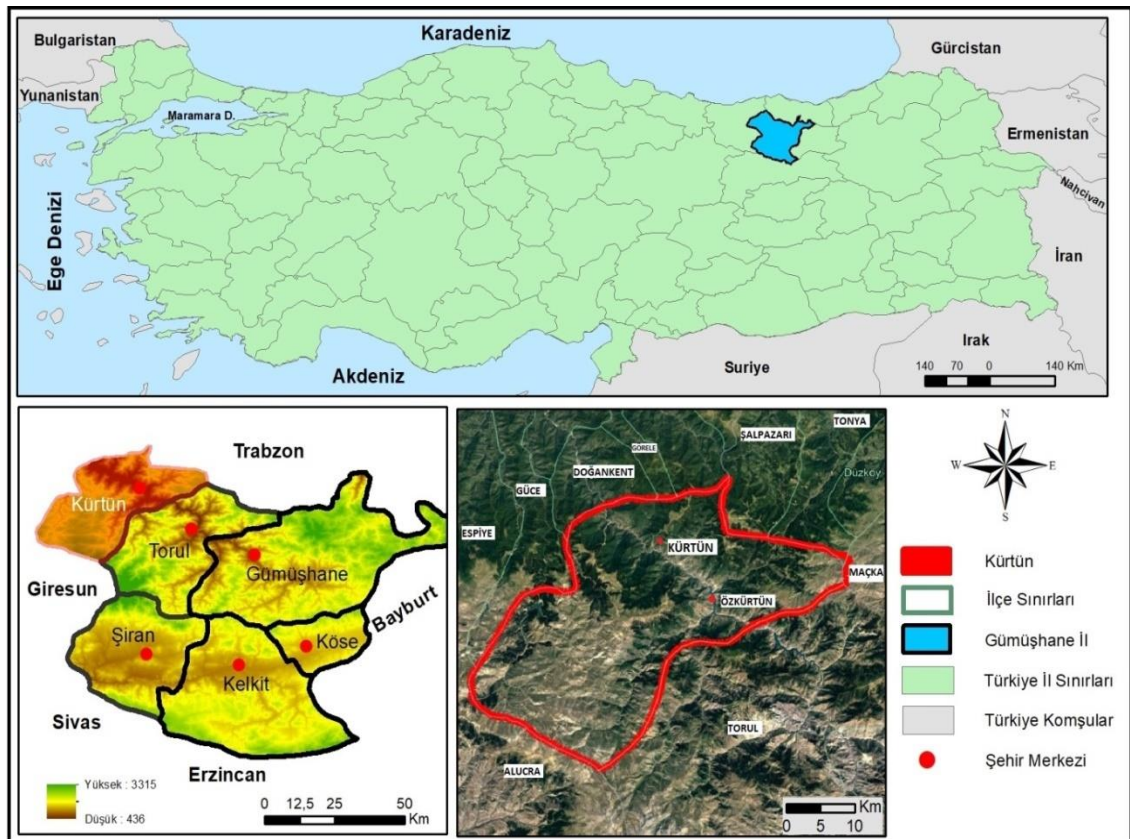 Bulgaristan
Karadeniz
Gürcistan
Yunanistan
Maramara D.
Ermenistan
Nahcivan
Ege Denizi
İran
Akdeniz
Suriye
Irak
140 70 0 140 Km
Trabzon
Kürtün
Torul
Gümüşhane
Giresun
Bayburt
Şiran
Köse
Kelkit
Sivas
Erzincan
Yüksek : 3315
Düşük : 436
0 12,5 25 50
Km
TONYA
ŞALPAZARI
GÖRELE
DOĞANKENT
Düzköy
GÜCE
ESPİYE
KÜRTÜN
MAÇKA
ÖZKÜRTÜN
TORUL
ALUCRA
Km
0 5 10
N
W E
S
Kürtün
İlçe Sınırları
Gümüşhane İl
Türkiye İl Sınırları
Türkiye Komşular
Şehir Merkezi